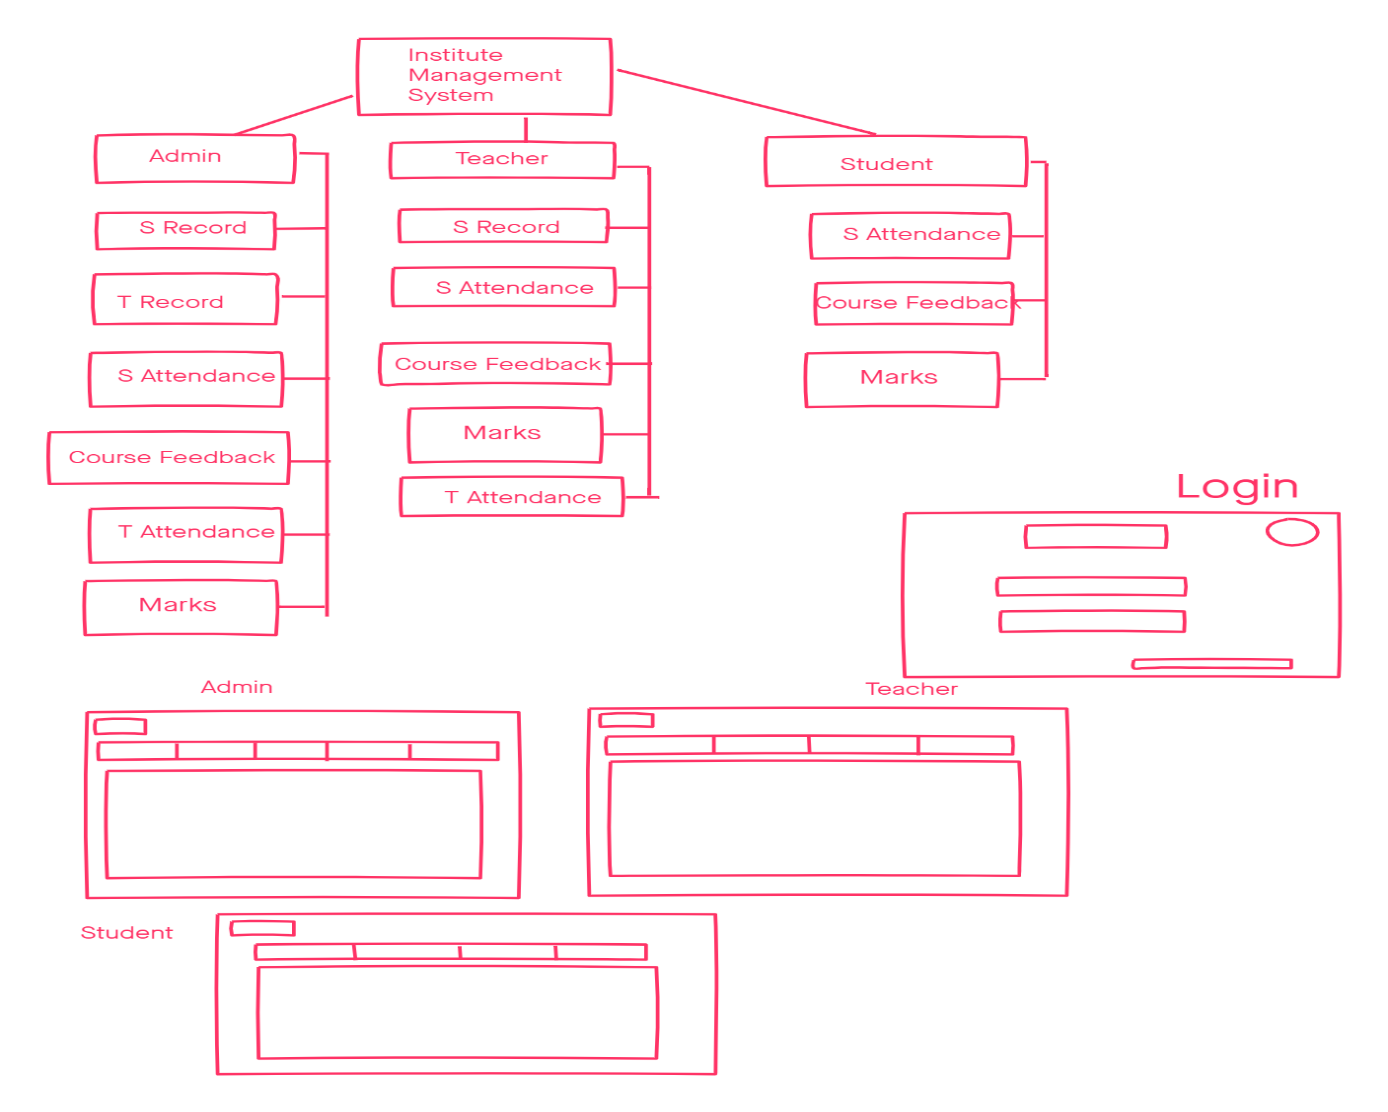 Institute
Management
System
Admin
S Record
T Record
S Attendance
Course Feedback
T Attendance
Marks
Teacher
S Record
S Attendance
Course Feedback
Marks
T Attendance
Student
S Attendance
Course Feedback
Marks
Login
Admin
Teacher
Student